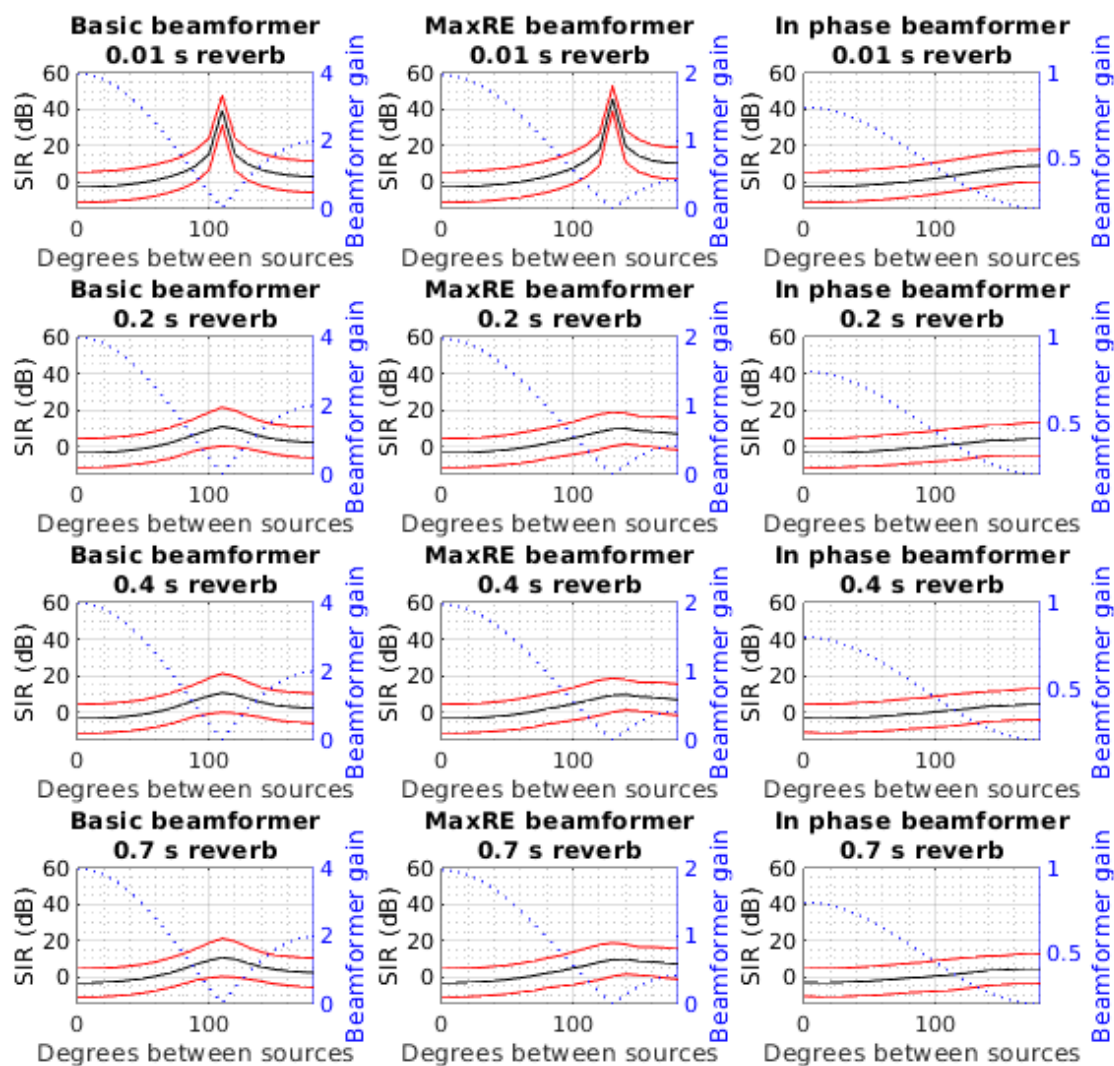 Basic beamformer
0.01 s reverb
60
40
20
0
SIR (dB)
4
2
0
Beamformer gain
0
100
Degrees between sources
MaxRE beamformer
0.01 s reverb
60
40
20
0
SIR (dB)
2
1
0
Beamformer gain
0
100
Degrees between sources
In phase beamformer
0.01 s reverb
60
40
20
0
SIR (dB)
1
0.5
Beamformer gain
0
100
Degrees between sources
Basic beamformer
0.2 s reverb
60
40
20
0
SIR (dB)
4
2
0
Beamformer gain
0
100
Degrees between sources
MaxRE beamformer
0.2 s reverb
60
40
20
0
SIR (dB)
2
1
0
Beamformer gain
0
100
Degrees between sources
In phase beamformer
0.2 s reverb
60
40
20
0
SIR (dB)
1
0.5
Beamformer gain
0
100
Degrees between sources
Basic beamformer
0.4 s reverb
60
40
20
0
SIR (dB)
4
2
0
Beamformer gain
0
100
Degrees between sources
MaxRE beamformer
0.4 s reverb
60
40
20
0
SIR (dB)
2
1
0
Beamformer gain
0
100
Degrees between sources
In phase beamformer
0.4 s reverb
60
40
20
0
SIR (dB)
1
0.5
Beamformer gain
0
100
Degrees between sources
Basic beamformer
0.7 s reverb
60
40
20
0
SIR (dB)
4
2
0
Beamformer gain
0
100
Degrees between sources
MaxRE beamformer
0.7 s reverb
60
40
20
0
SIR (dB)
2
1
0
Beamformer gain
0
100
Degrees between sources
In phase beamformer
0.7 s reverb
60
40
20
0
SIR (dB)
1
0.5
Beamformer gain
0
100
Degrees between sources